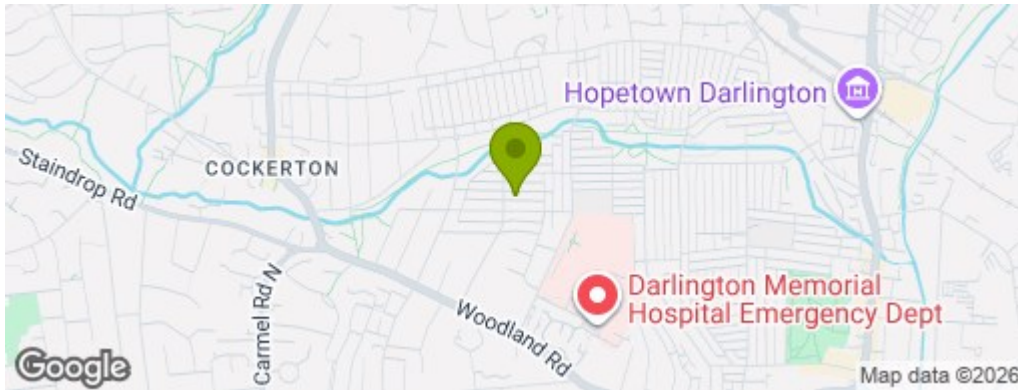 Hopetown Darlington
COCKERTON
Staindrop Rd
Carmel Rd N
Woodland Rd
Darlington Memorial
Hospital Emergency Dept
Google
Map data ©2026